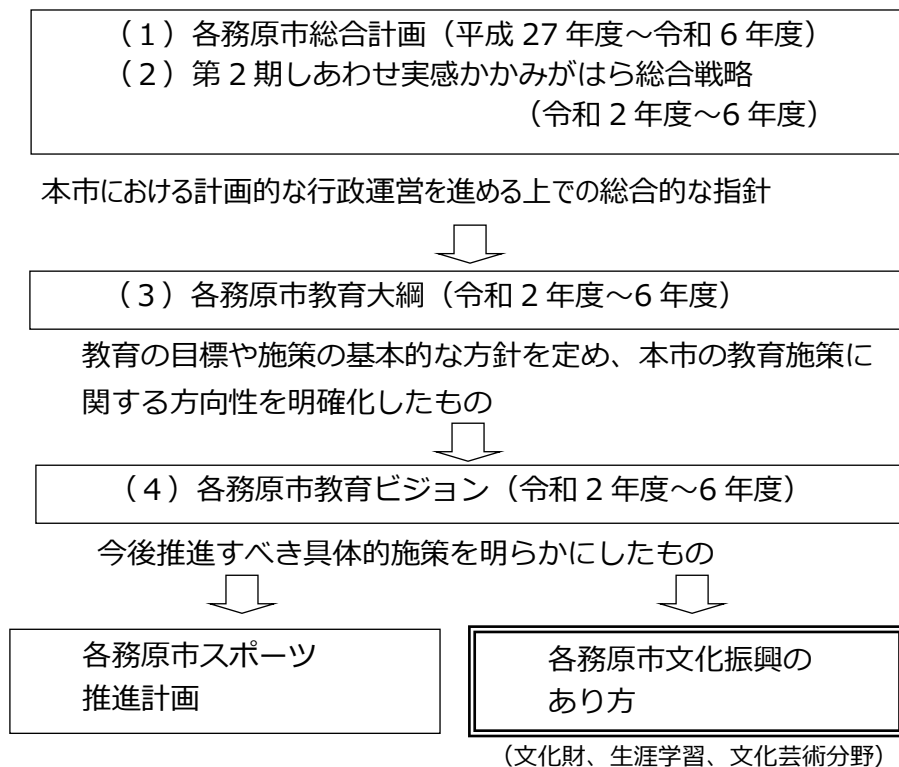 （１）各務原市総合計画（平成 27 年度～令和 6 年度）
（２）第２期しあわせ実感かかみがはら総合戦略
（令和 2 年度～6 年度）
本市における計画的な行政運営を進める上での総合的な指針
（３）各務原市教育大綱（令和 2 年度～6 年度）
教育の目標や施策の基本的な方針を定め、本市の教育施策に
関する方向性を明確化したもの
（４）各務原市教育ビジョン（令和 2 年度～6 年度）
今後推進すべき具体的施策を明らかにしたもの
各務原市スポーツ
推進計画
各務原市文化振興の
あり方
（文化財、生涯学習、文化芸術分野）